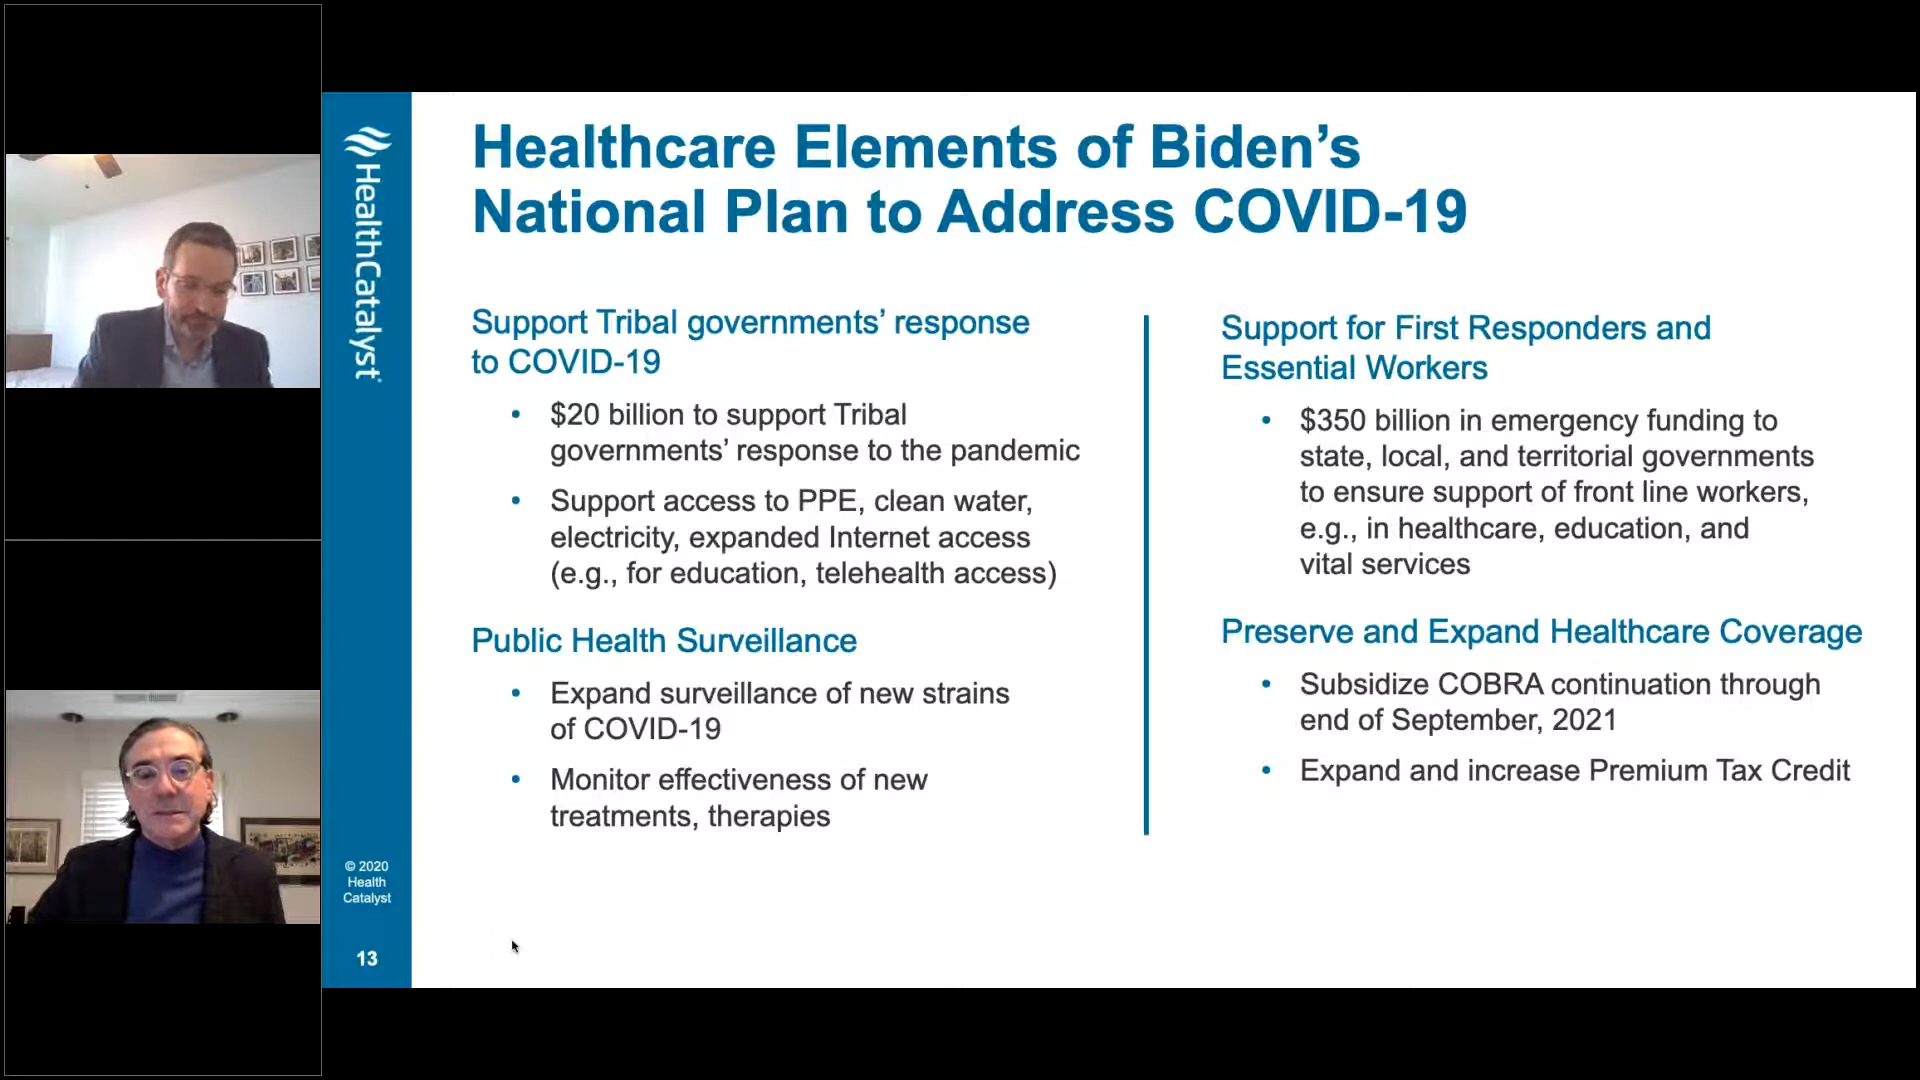 HealthCatalyst
Healthcare Elements of Biden’s
National Plan to Address COVID-19
Support Tribal governments’ response
to COVID-19
• $20 billion to support Tribal
governments’ response to the pandemic
• Support access to PPE, clean water,
electricity, expanded Internet access
(e.g., for education, telehealth access)
Public Health Surveillance
• Expand surveillance of new strains
of COVID-19
• Monitor effectiveness of new
treatments, therapies
Support for First Responders and
Essential Workers
• $350 billion in emergency funding to
state, local, and territorial governments
to ensure support of front line workers,
e.g., in healthcare, education, and
vital services
Preserve and Expand Healthcare Coverage
• Subsidize COBRA continuation through
end of September, 2021
• Expand and increase Premium Tax Credit
© 2020
Health
Catalyst
13